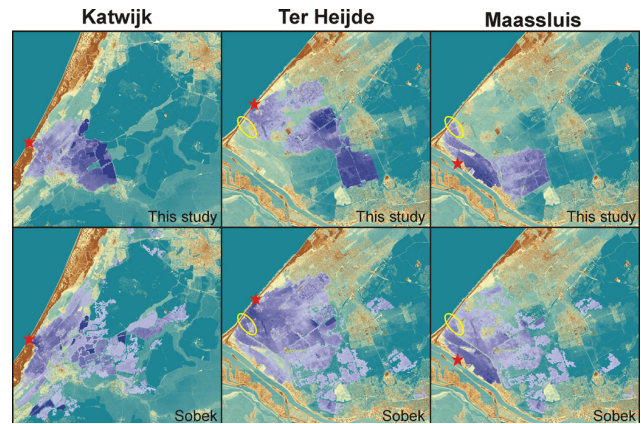 Katwijk
Ter Heijde
Maassluis
This study
This study
This study
Sobek
Sobek
Sobek